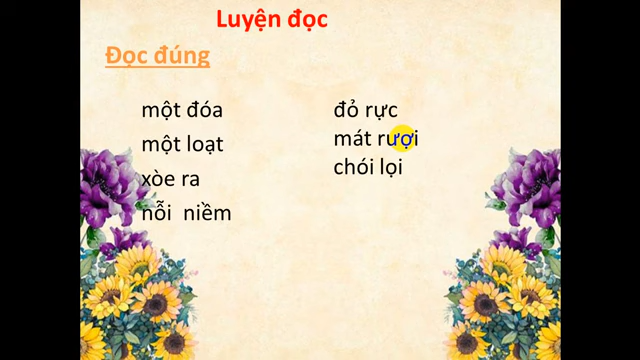 Luyện đọc
Đọc đúng
một đóa
một loạt
xòe ra
nỗi niềm
đỏ rực
mát rượi
chói lọi